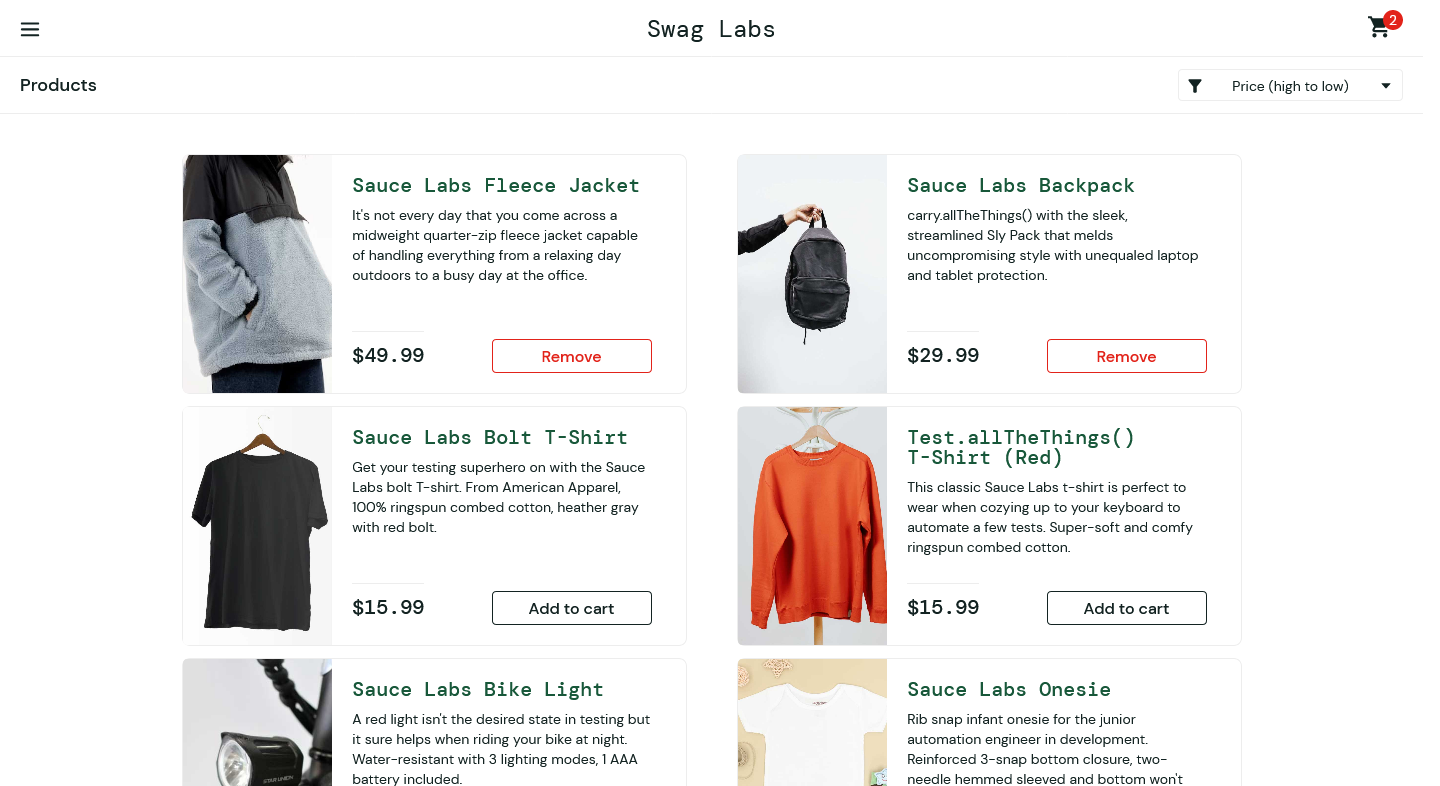 Swag Labs
2
Products
Price (high to low)
Sauce Labs Fleece Jacket
It's not every day that you come across a
midweight quarter-zip fleece jacket capable
of handling everything from a relaxing day
outdoors to a busy day at the office.
$49.99
Remove
Sauce Labs Backpack
carry.allTheThings() with the sleek,
streamlined Sly Pack that melds
uncompromising style with unequaled laptop
and tablet protection.
$29.99
Remove
Sauce Labs Bolt T-Shirt
Get your testing superhero on with the Sauce
Labs bolt T-shirt. From American Apparel,
100% ringspun combed cotton, heather gray
with red bolt.
$15.99
Add to cart
Test.allTheThings()
T-Shirt (Red)
This classic Sauce Labs t-shirt is perfect to
wear when cozying up to your keyboard to
automate a few tests. Super-soft and comfy
ringspun combed cotton.
$15.99
Add to cart
STAR UNION
Sauce Labs Bike Light
A red light isn't the desired state in testing but
it sure helps when riding your bike at night.
Water-resistant with 3 lighting modes, 1 AAA
battery included.
Sauce Labs Onesie
Rib snap infant onesie for the junior
automation engineer in development.
Reinforced 3-snap bottom closure, two-
needle hemmed sleeved and bottom won't